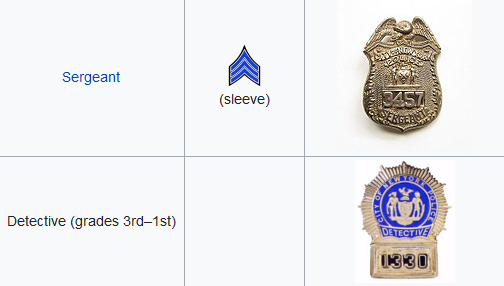 Sergeant
(sleeve)
3457
SERGEANT
Detective (grades 3rd–1st)
CITY OF NEW YORK POLICE
DETECTIVE
1330